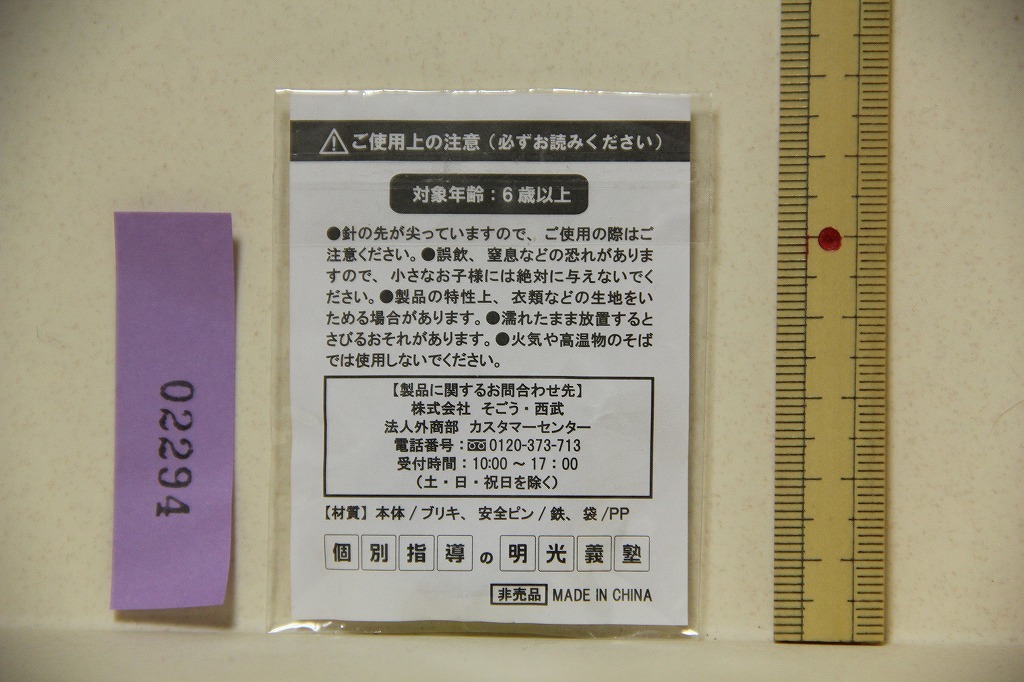 ⚠ご使用上の注意（必ずお読みください）
対象年齢：6歳以上
●針の先が尖っていますので、ご使用の際はご
注意ください。●誤飲、窒息などの恐れがありま
すので、小さなお子様には絶対に与えないでく
ださい。●製品の特性上、衣類などの生地をい
ためる場合があります。●濡れたまま放置すると
さびるおそれがあります。●火気や高温物のそば
では使用しないでください。
【製品に関するお問合わせ先】
株式会社 そごう・西武
法人外商部 カスタマーセンター
電話番号：0120-373-713
受付時間：10:00～17：00
（土・日・祝日を除く）
【材質】本体/ブリキ、安全ピン/鉄、袋/PP
個別指導の明光義塾
非売品 MADE IN CHINA
02294